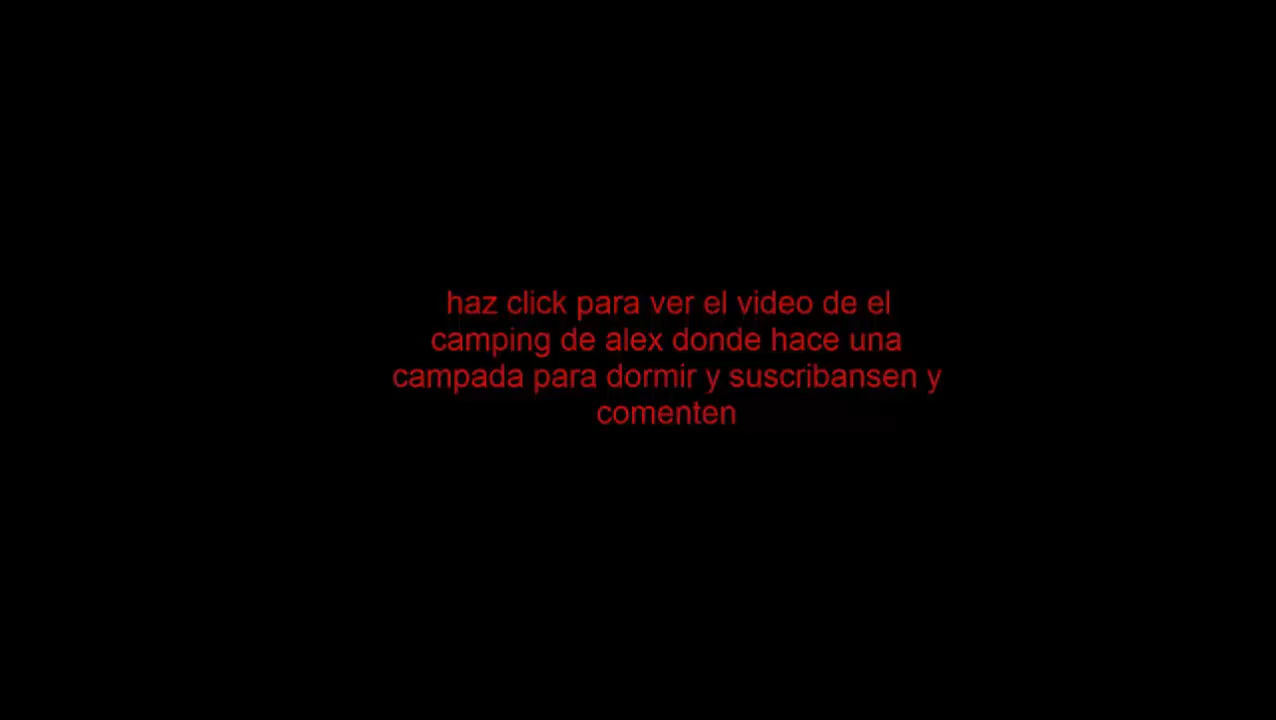 haz click para ver el video de el
camping de alex donde hace una
campada para dormir y suscribansen y
comenten